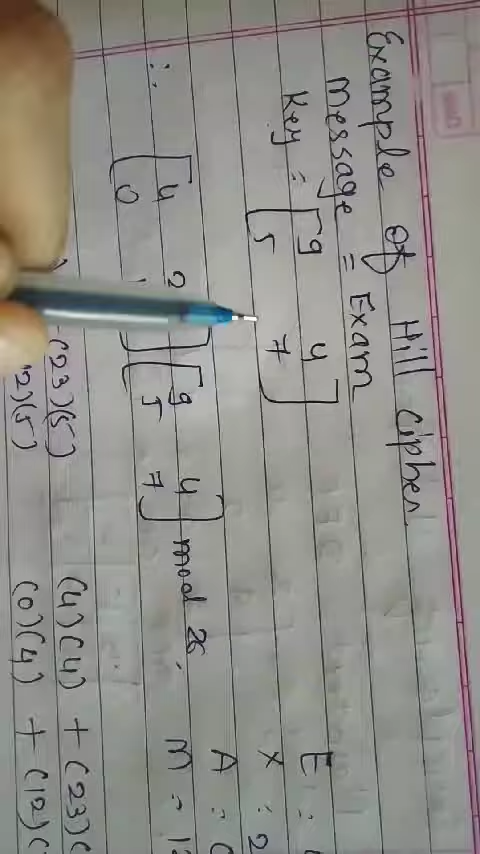 Example of Hill cipher
Message = Exam
Key = [9 4
5 7]
E :
X : 2
A : 0
M = 12
∴ [4 2
0 ] [9 4
5 7] mod 26
(23)(5) (4)(4) + (23)(
(5) (0)(4) + (12)(